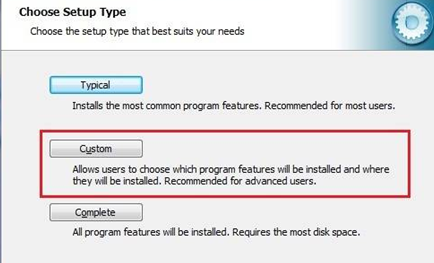 Choose Setup Type
Choose the setup type that best suits your needs
Typical
Installs the most common program features. Recommended for most users.
Custom
Allows users to choose which program features will be installed and where
they will be installed. Recommended for advanced users.
Complete
All program features will be installed. Requires the most disk space.